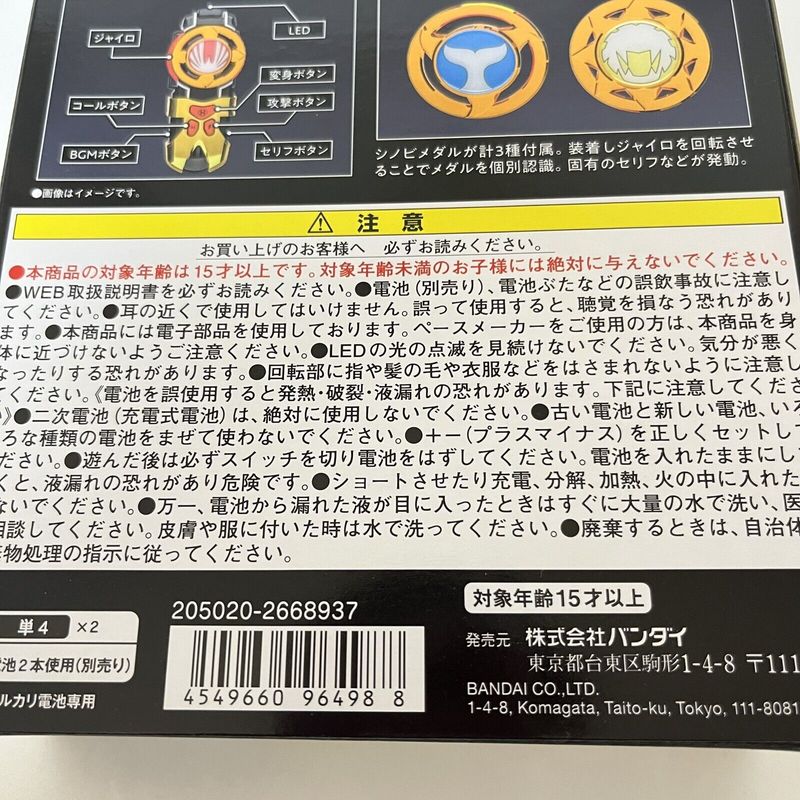 LED
ジャイロ
変身ボタン
コールボタン
攻撃ボタン
BGMボタン
セリフボタン
シノビメダルが計3種付属。装着しジャイロを回転させ
ることでメダルを個別認識。固有のセリフなどが発動。
●画像はイメージです。
注意
お買い上げのお客様へ 必ずお読みください。
●本商品の対象年齢は15才以上です。対象年齢未満のお子様には絶対に与えないでください。
●WEB取扱説明書を必ずお読みください。●電池(別売り)、電池ぶたなどの誤飲事故に注意し
てください。●耳の近くで使用してはいけません。誤って使用すると、聴覚を損なう恐れがあり
ます。●本商品には電子部品を使用しております。ペースメーカーをご使用の方は、本商品を身
体に近づけないようご注意ください。●LEDの光の点滅を見続けないでください。気分が悪く
なったりする恐れがあります。●回転部に指や髪の毛や衣服などをはさまれないように注意し
てください。《電池を誤使用すると発熱・破裂・液漏れの恐れがあります。下記に注意してくださ
い》●二次電池(充電式電池)は、絶対に使用しないでください。●古い電池と新しい電池、いろ
ろな種類の電池をまぜて使わないでください。●+-(プラスマイナス)を正しくセットして
ださい。●遊んだ後は必ずスイッチを切り電池をはずしてください。電池を入れたままにし
くと、液漏れの恐れがあり危険です。●ショートさせたり充電、分解、加熱、火の中に入れ
ないでください。●万一、電池から漏れた液が目に入ったときはすぐに大量の水で洗い、医
相談してください。皮膚や服に付いた時は水で洗ってください。●廃棄するときは、自治体
物処理の指示に従ってください。
単4 ×2
電池2本使用(別売り)
ルカリ電池専用
205020-2668937
4549660 96498 8
対象年齢15才以上
発売元 株式会社バンダイ
東京都台東区駒形1-4-8 〒111
BANDAI CO.,LTD.
1-4-8, Komagata, Taito-ku, Tokyo, 111-8081